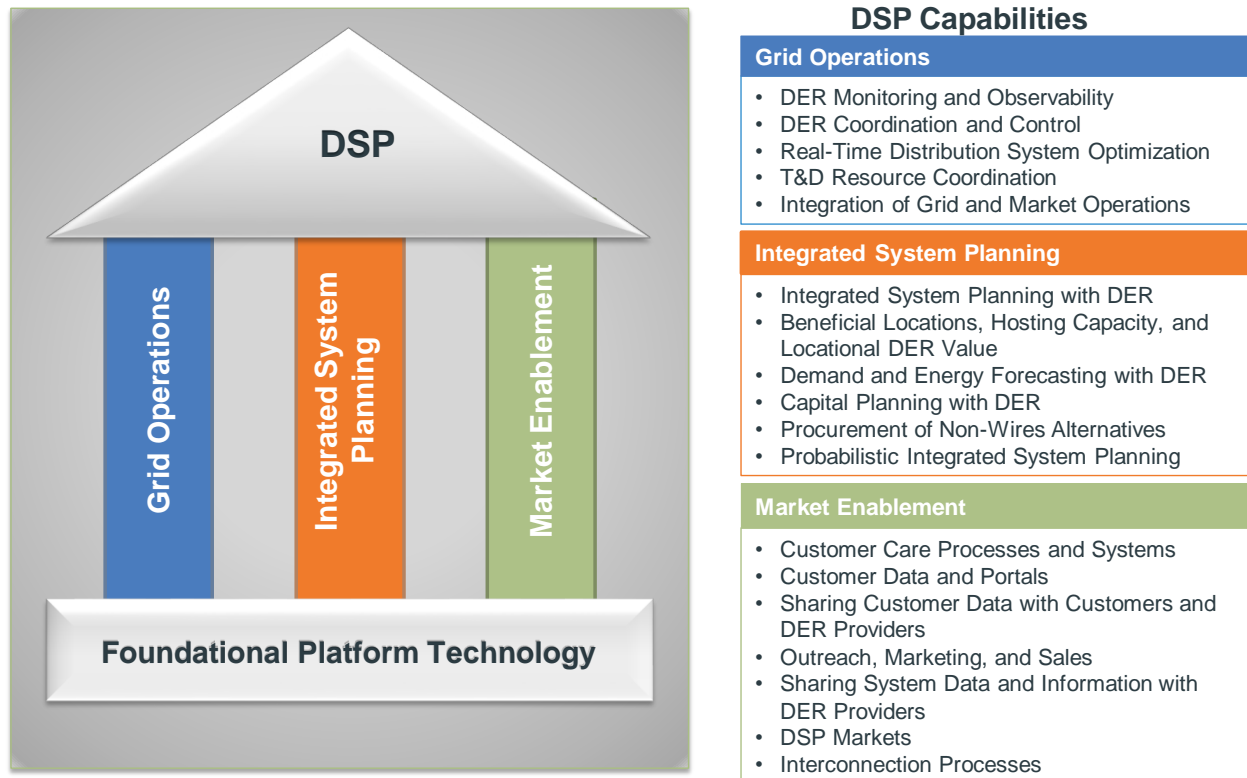 DSP
Grid Operations
Integrated System
Planning
Market Enablement
Foundational Platform Technology
DSP Capabilities
Grid Operations
• DER Monitoring and Observability
• DER Coordination and Control
• Real-Time Distribution System Optimization
• T&D Resource Coordination
• Integration of Grid and Market Operations
Integrated System Planning
• Integrated System Planning with DER
• Beneficial Locations, Hosting Capacity, and
Locational DER Value
• Demand and Energy Forecasting with DER
• Capital Planning with DER
• Procurement of Non-Wires Alternatives
• Probabilistic Integrated System Planning
Market Enablement
• Customer Care Processes and Systems
• Customer Data and Portals
• Sharing Customer Data with Customers and
DER Providers
• Outreach, Marketing, and Sales
• Sharing System Data and Information with
DER Providers
• DSP Markets
• Interconnection Processes